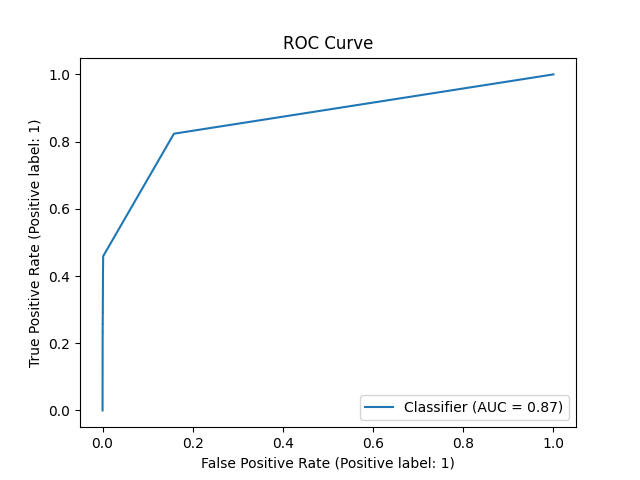 ROC Curve
True Positive Rate (Positive label: 1)
1.0
0.8
0.6
0.4
0.2
0.0
Classifier (AUC = 0.87)
0.0 0.2 0.4 0.6 0.8 1.0
False Positive Rate (Positive label: 1)